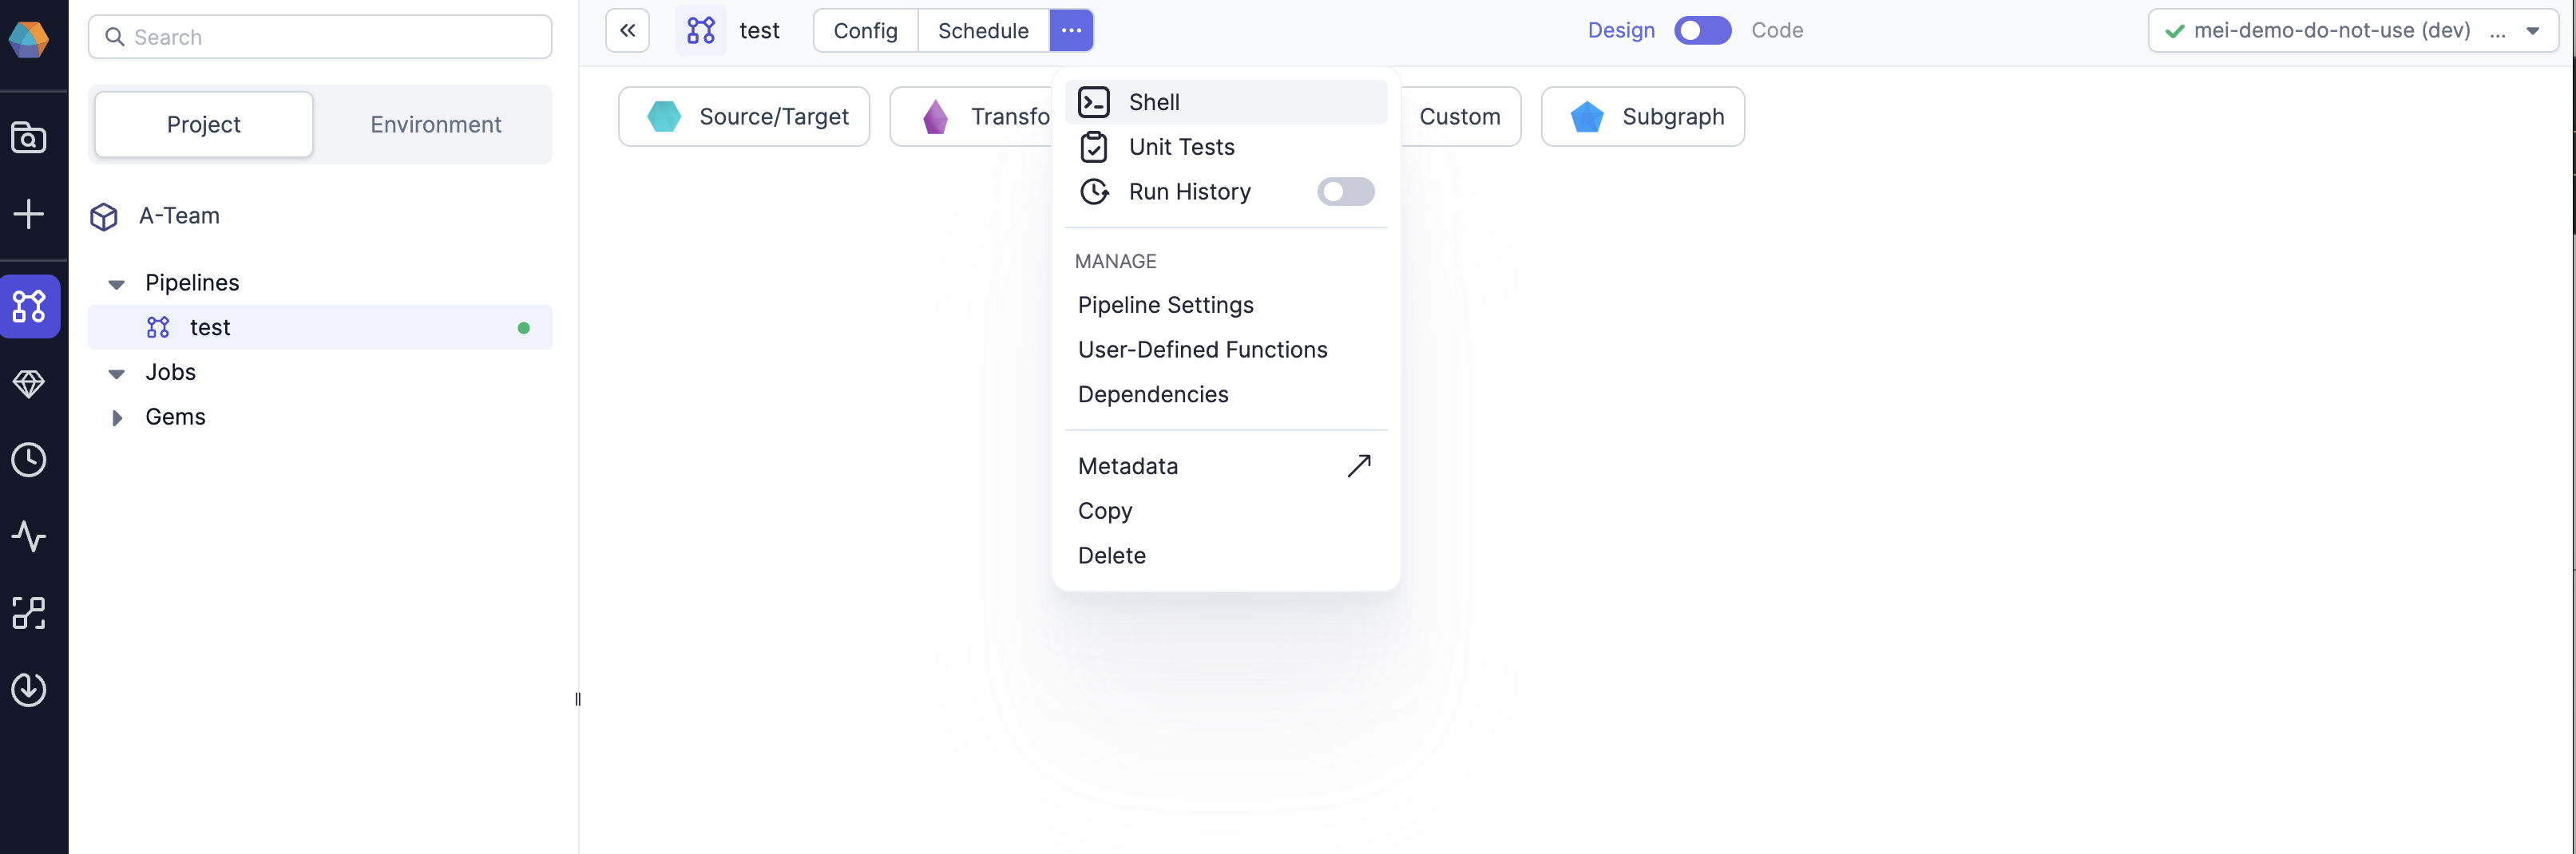 Search
Project
Environment
A-Team
Pipelines
test
Jobs
Gems
test
Config
Schedule
Design
Code
mei-demo-do-not-use (dev) ...
Source/Target
Transfo
Custom
Subgraph
Shell
Unit Tests
Run History
MANAGE
Pipeline Settings
User-Defined Functions
Dependencies
Metadata
Copy
Delete